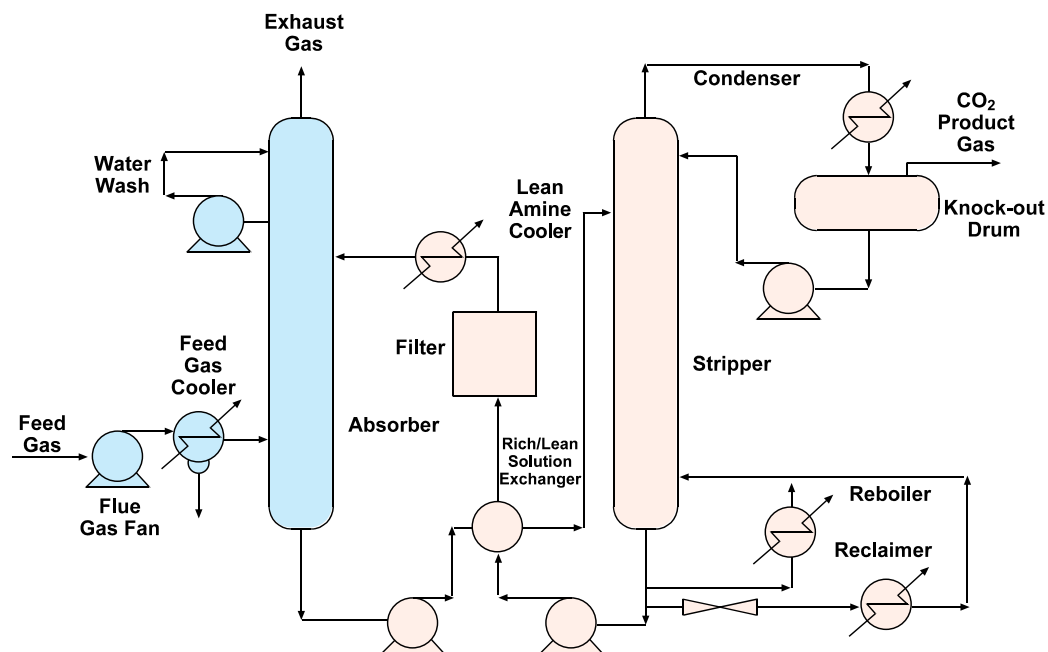 Exhaust
Gas
Condenser
CO₂
Product
Gas
Water
Wash
Lean
Amine
Cooler
Knock-out
Drum
Filter
Feed
Gas
Cooler
Stripper
Absorber
Feed
Gas
Rich/Lean
Solution
Exchanger
Flue
Gas Fan
Reboiler
Reclaimer